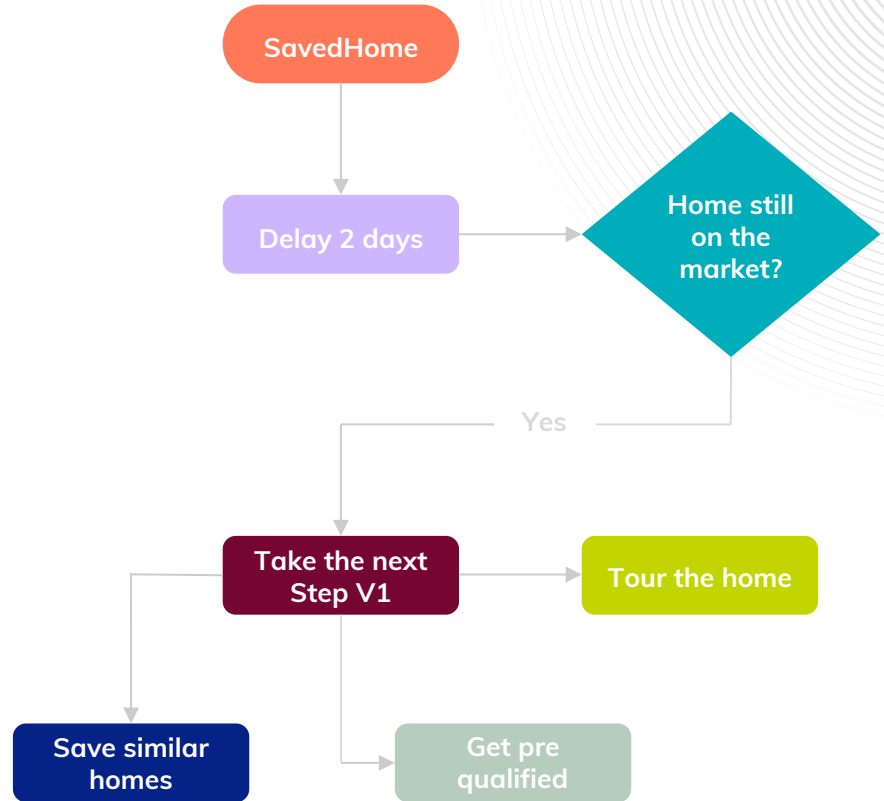 SavedHome
Delay 2 days
Home still
on the
market?
Yes
Take the next
Step V1
Tour the home
Save similar
homes
Get pre
qualified